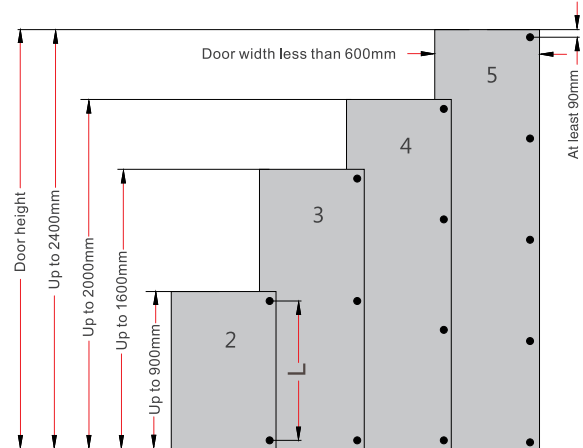 Door width less than 600mm
5
At least 90mm
4
3
2
L
Door height
Up to 2400mm
Up to 2000mm
Up to 1600mm
Up to 900mm